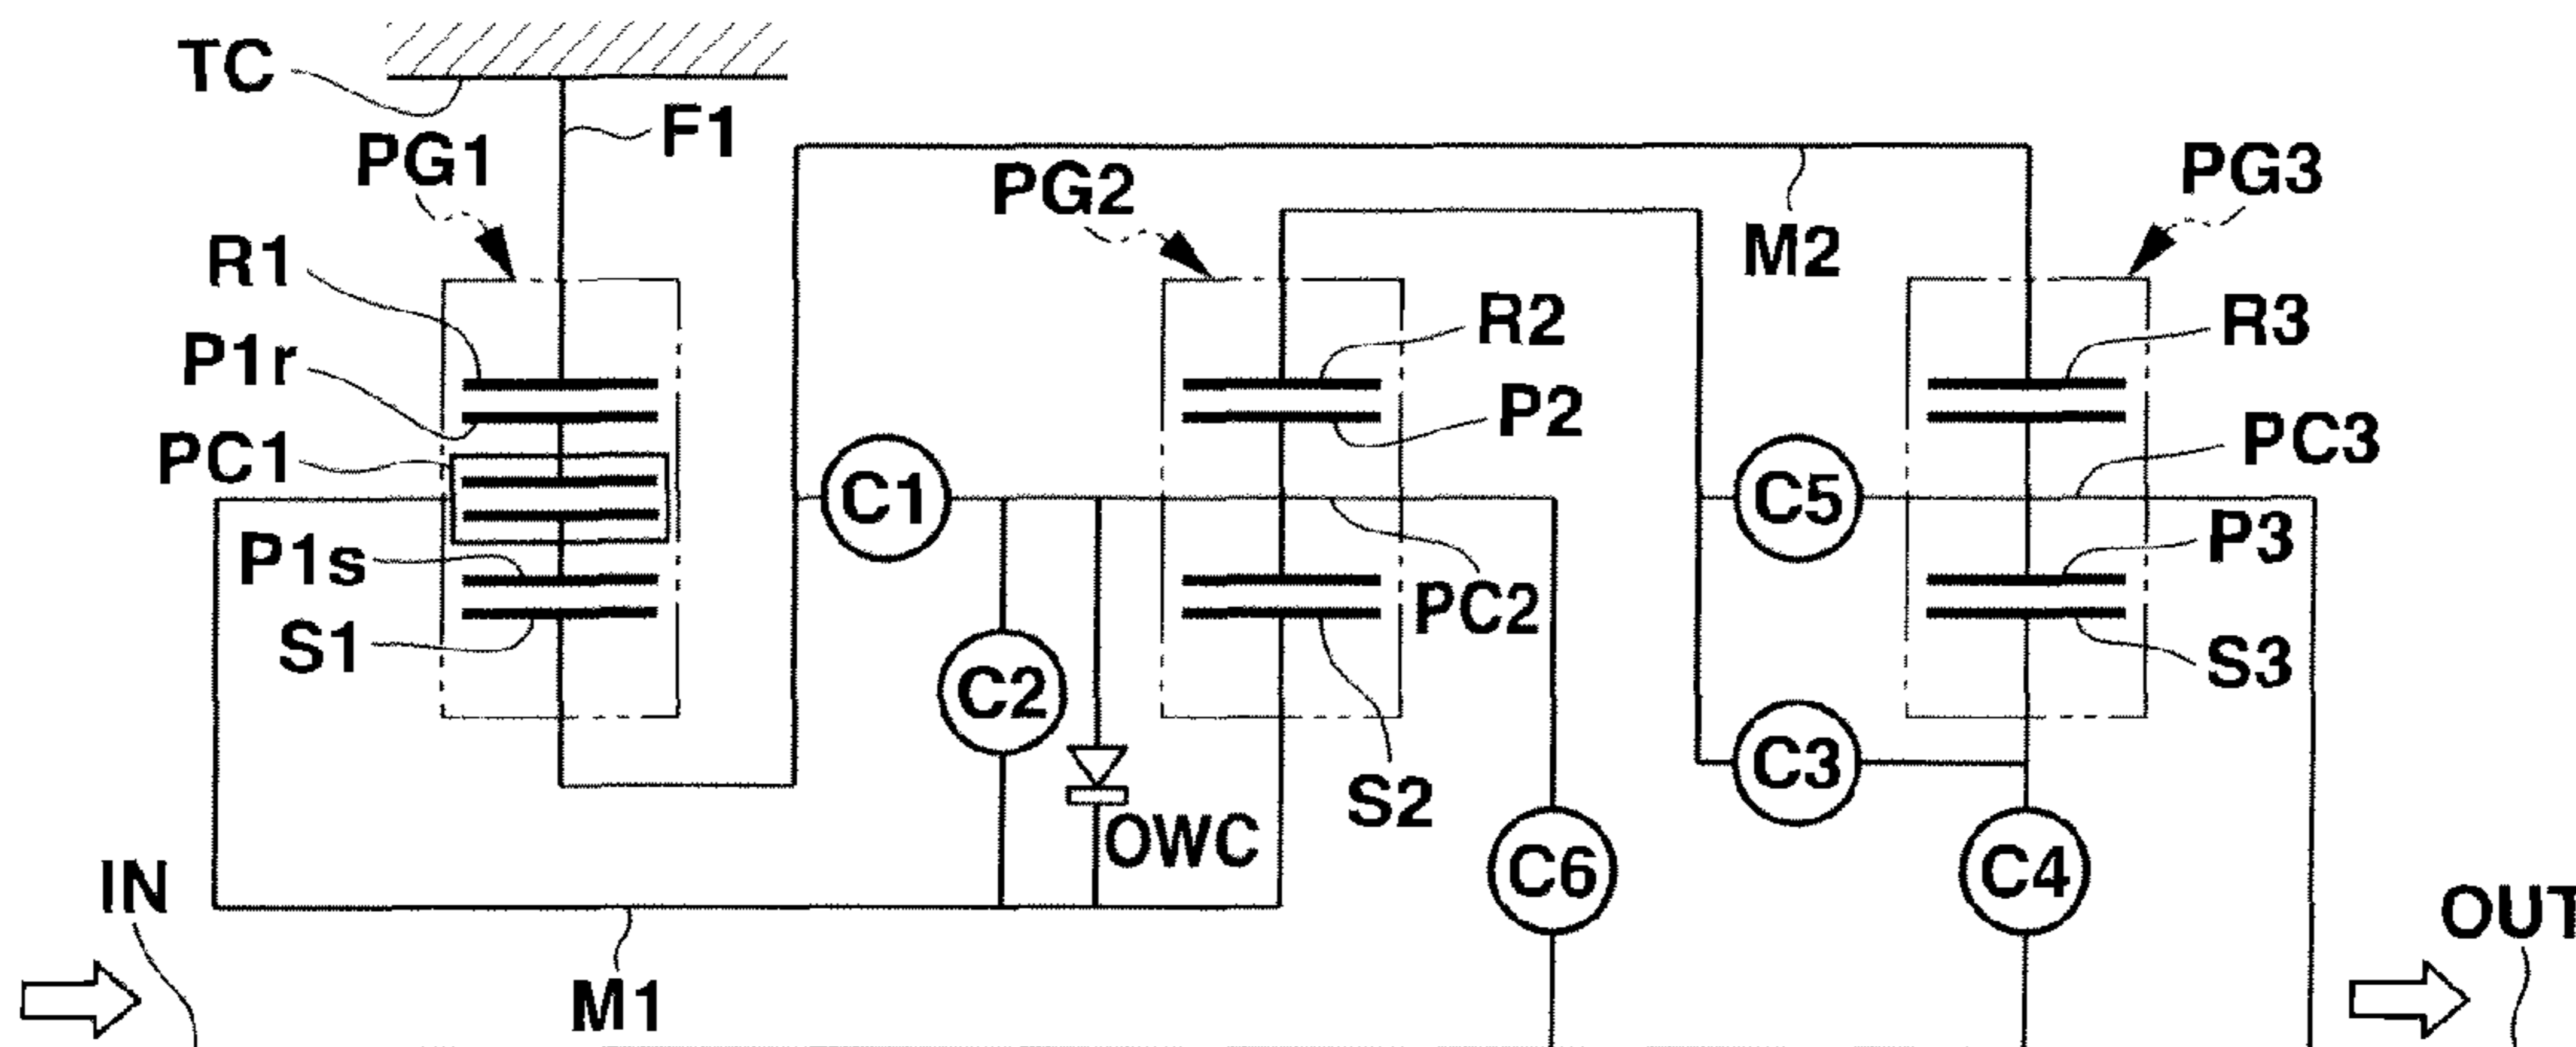 TC
F1
PG1
PG2
PG3
M2
R1
R2
R3
P1r
P2
PC1
C1
C5
PC3
P1s
P3
PC2
S1
S3
C2
C3
S2
OWC
C6
C4
IN
OUT
M1